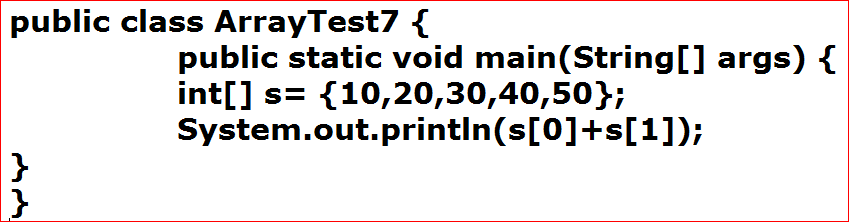 public class ArrayTest7 {
public static void main(String[] args) {
int[] s= {10,20,30,40,50};
System.out.println(s[0]+s[1]);
}
}